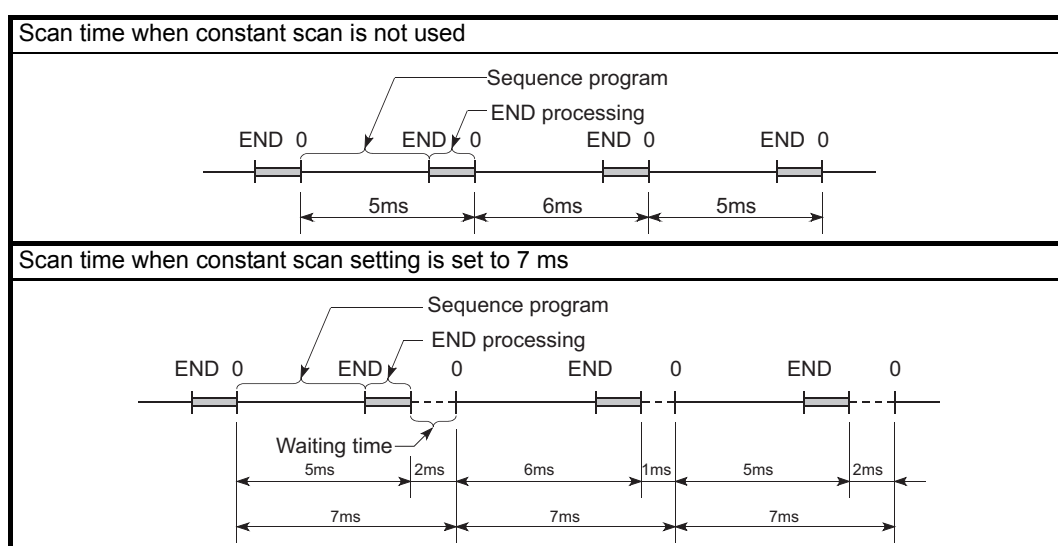 Scan time when constant scan is not used
Sequence program
END processing
END 0 END 0 END 0 END 0
5ms 6ms 5ms
Scan time when constant scan setting is set to 7 ms
Sequence program
END processing
END 0 END 0 END 0 END 0
Waiting time
5ms 2ms 6ms 1ms 5ms 2ms
7ms 7ms 7ms